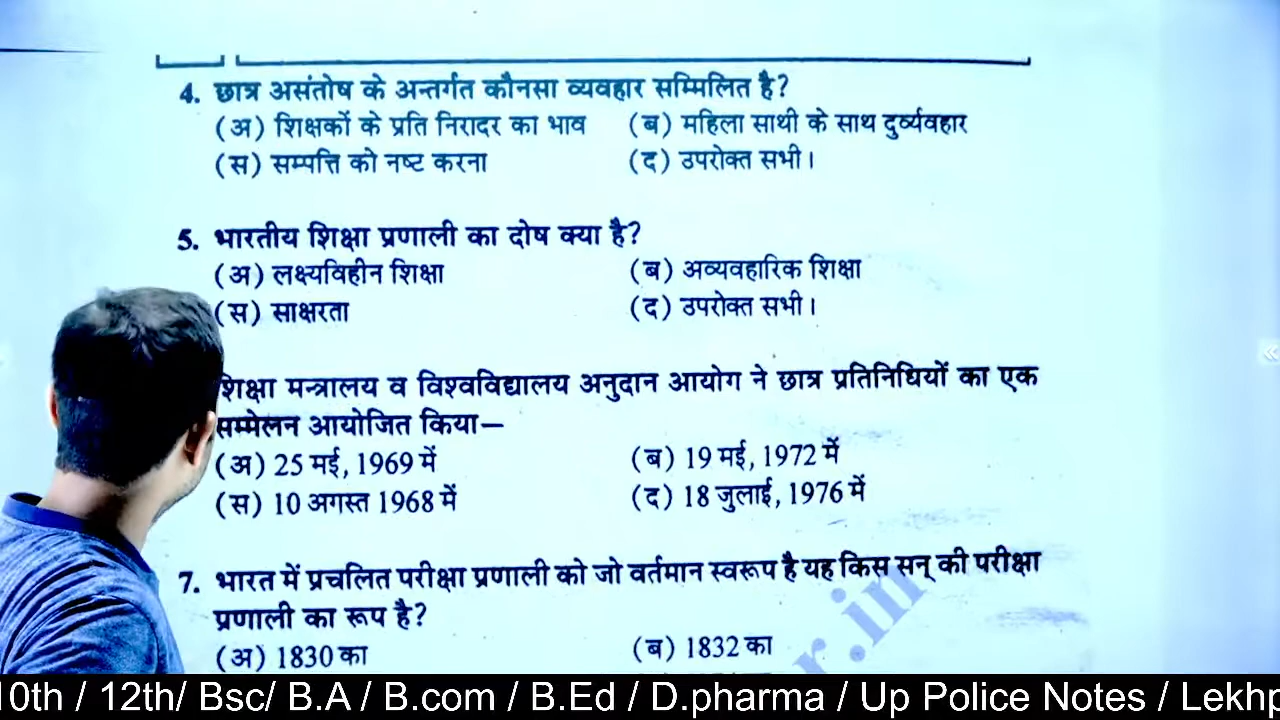 4. छात्र असंतोष के अन्तर्गत कौनसा व्यवहार सम्मिलित है?
(अ) शिक्षकों के प्रति निरादर का भाव (ब) महिला साथी के साथ दुर्व्यवहार
(स) सम्पत्ति को नष्ट करना (द) उपरोक्त सभी।
5. भारतीय शिक्षा प्रणाली का दोष क्या है?
(अ) लक्ष्यविहीन शिक्षा (ब) अव्यवहारिक शिक्षा
(स) साक्षरता (द) उपरोक्त सभी।
शिक्षा मन्त्रालय व विश्वविद्यालय अनुदान आयोग ने छात्र प्रतिनिधियों का एक
सम्मेलन आयोजित किया—
(अ) 25 मई, 1969 में (ब) 19 मई, 1972 में
(स) 10 अगस्त 1968 में (द) 18 जुलाई, 1976 में
7. भारत में प्रचलित परीक्षा प्रणाली को जो वर्तमान स्वरूप है यह किस सन् की परीक्षा
प्रणाली का रूप है?
(अ) 1830 का (ब) 1832 का
r.in
10th / 12th/ Bsc/ B.A / B.com / B.Ed / D.pharma / Up Police Notes / Lekhp